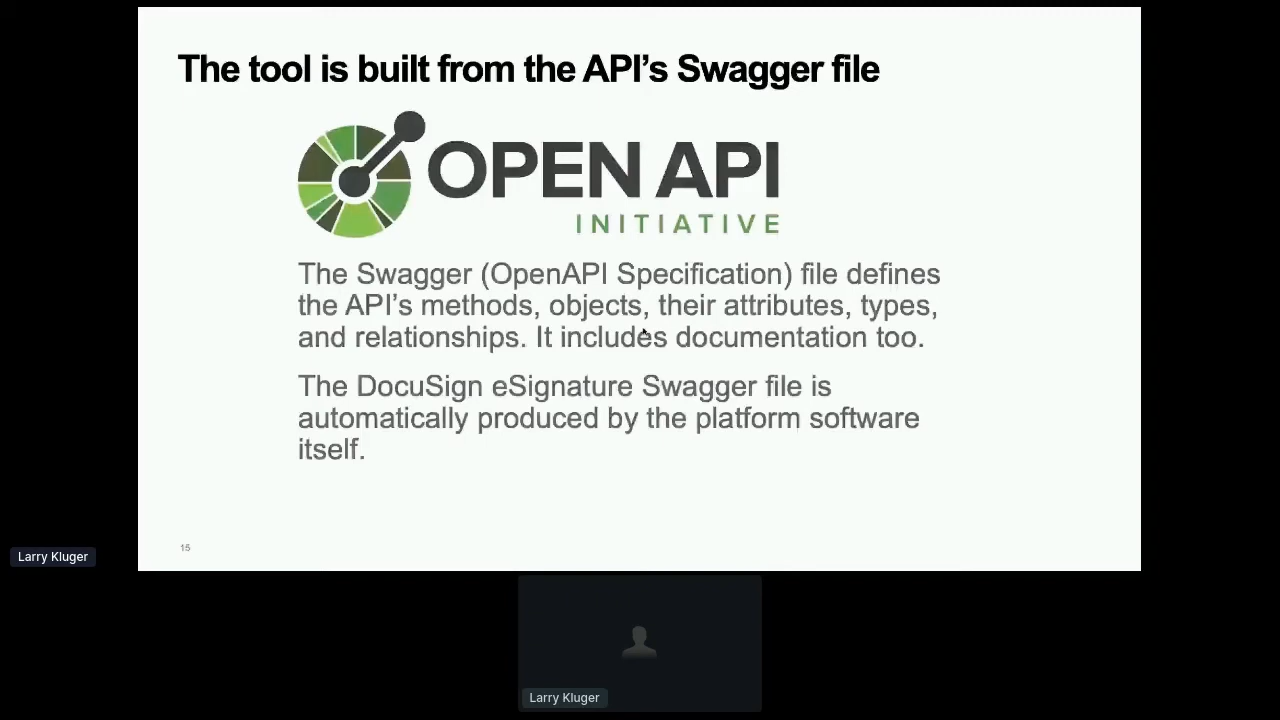 The tool is built from the API’s Swagger file
OPEN API
INITIATIVE
The Swagger (OpenAPI Specification) file defines
the API’s methods, objects, their attributes, types,
and relationships. It includes documentation too.
The DocuSign eSignature Swagger file is
automatically produced by the platform software
itself.
15
Larry Kluger
Larry Kluger